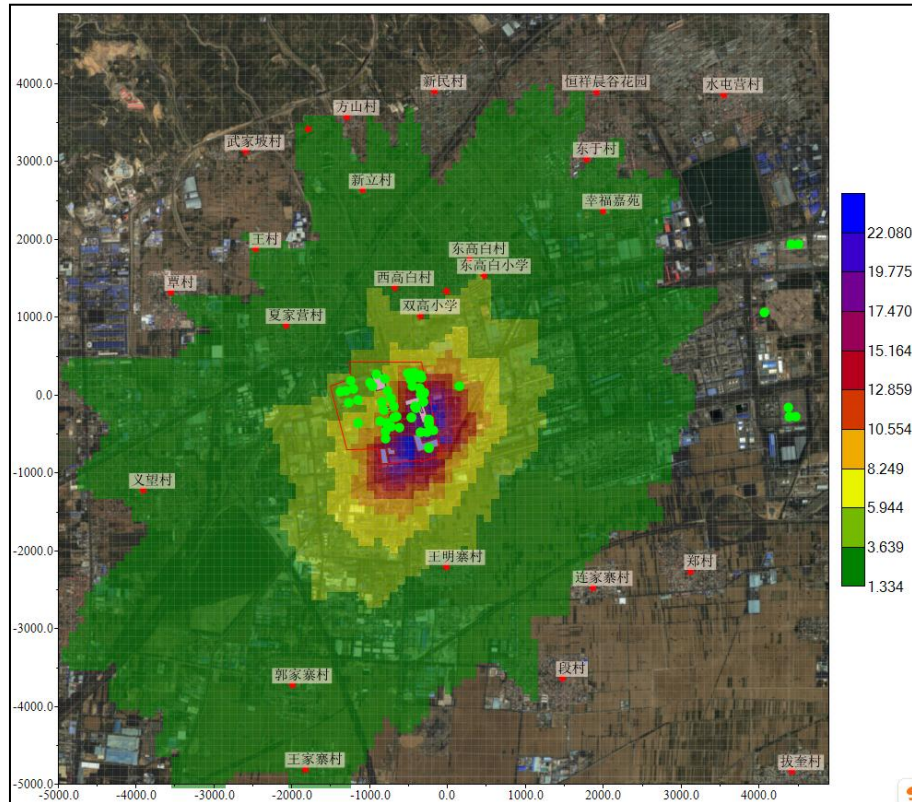 4000.0
3000.0
2000.0
1000.0
0.0
-1000.0
-2000.0
-3000.0
-4000.0
-5000.0
新民村
恒祥晨谷花园
水屯营村
方山村
武家坡村
东于村
新立村
幸福嘉苑
王村
东高白村
东高白小学
西高白村
覃村
双高小学
夏家营村
义望村
王明寨村
郑村
连家寨村
段村
郭家寨村
王家寨村
拔奎村
22.080
19.775
17.470
15.164
12.859
10.554
8.249
5.944
3.639
1.334
-5000.0 -4000.0 -3000.0 -2000.0 -1000.0 0.0 1000.0 2000.0 3000.0 4000.0